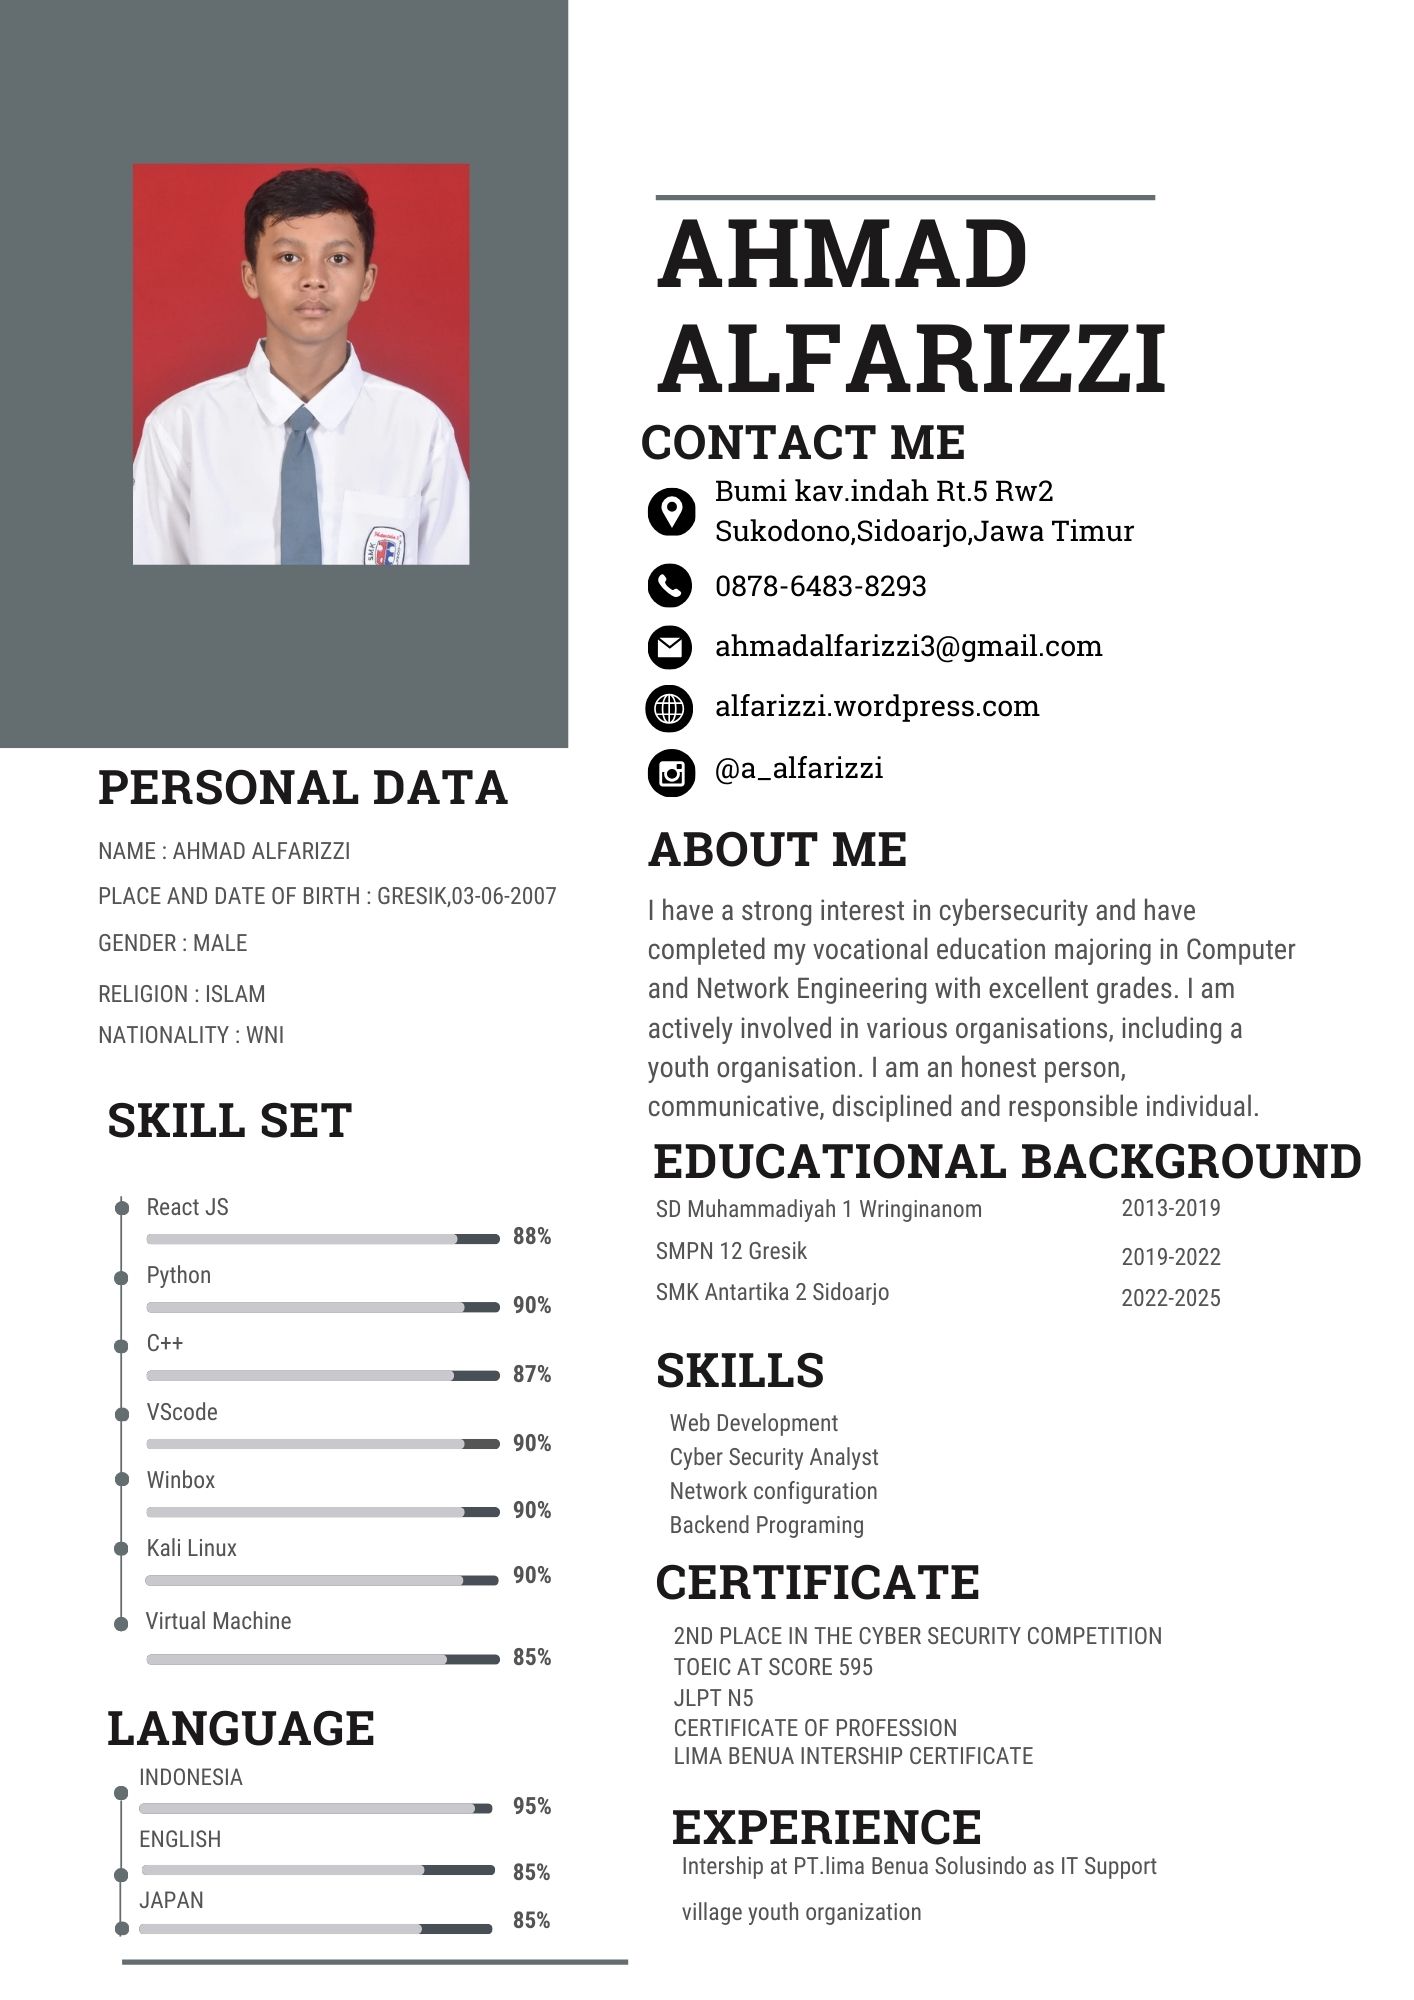 AHMAD
ALFARIZZI
CONTACT ME
Bumi kav.indah Rt.5 Rw2
Sukodono,Sidoarjo,Jawa Timur
0878-6483-8293
ahmadalfarizzi3@gmail.com
alfarizzi.wordpress.com
@a_alfarizzi
PERSONAL DATA
NAME : AHMAD ALFARIZZI
PLACE AND DATE OF BIRTH : GRESIK,03-06-2007
GENDER : MALE
RELIGION : ISLAM
NATIONALITY : WNI
SKILL SET
React JS
88%
Python
90%
C++
87%
VScode
90%
Winbox
90%
Kali Linux
90%
Virtual Machine
85%
LANGUAGE
INDONESIA
95%
ENGLISH
85%
JAPAN
85%
ABOUT ME
I have a strong interest in cybersecurity and have
completed my vocational education majoring in Computer
and Network Engineering with excellent grades. I am
actively involved in various organisations, including a
youth organisation. I am an honest person,
communicative, disciplined and responsible individual.
EDUCATIONAL BACKGROUND
SD Muhammadiyah 1 Wringinanom 2013-2019
SMPN 12 Gresik 2019-2022
SMK Antartika 2 Sidoarjo 2022-2025
SKILLS
Web Development
Cyber Security Analyst
Network configuration
Backend Programing
CERTIFICATE
2ND PLACE IN THE CYBER SECURITY COMPETITION
TOEIC AT SCORE 595
JLPT N5
CERTIFICATE OF PROFESSION
LIMA BENUA INTERSHIP CERTIFICATE
EXPERIENCE
Intership at PT.lima Benua Solusindo as IT Support
village youth organization
SMK